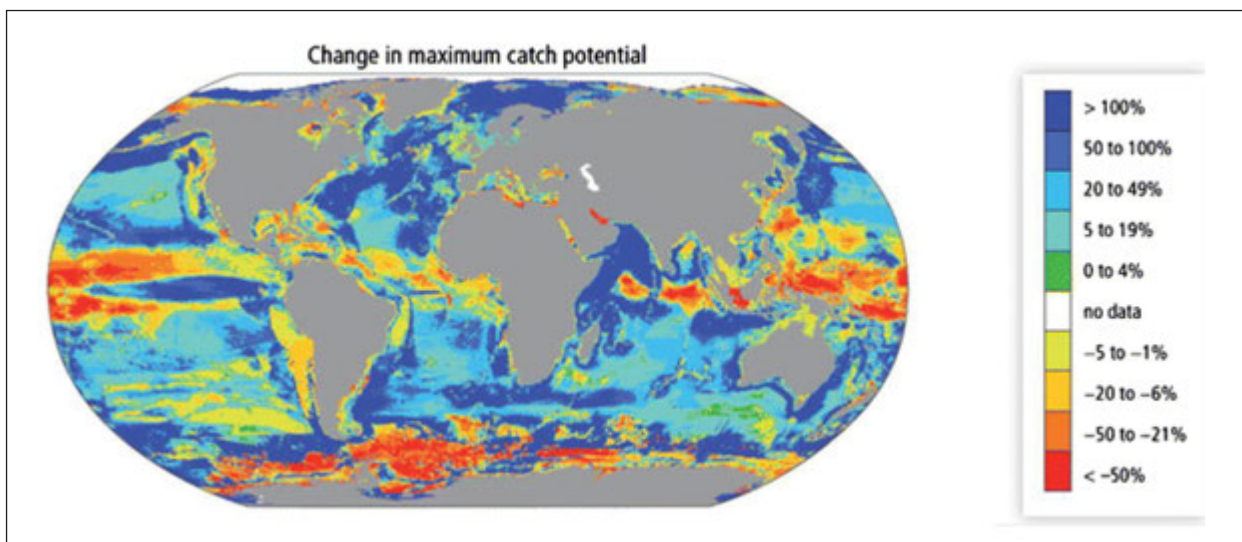 Change in maximum catch potential
> 100%
50 to 100%
20 to 49%
5 to 19%
0 to 4%
no data
−5 to −1%
−20 to −6%
−50 to −21%
< −50%